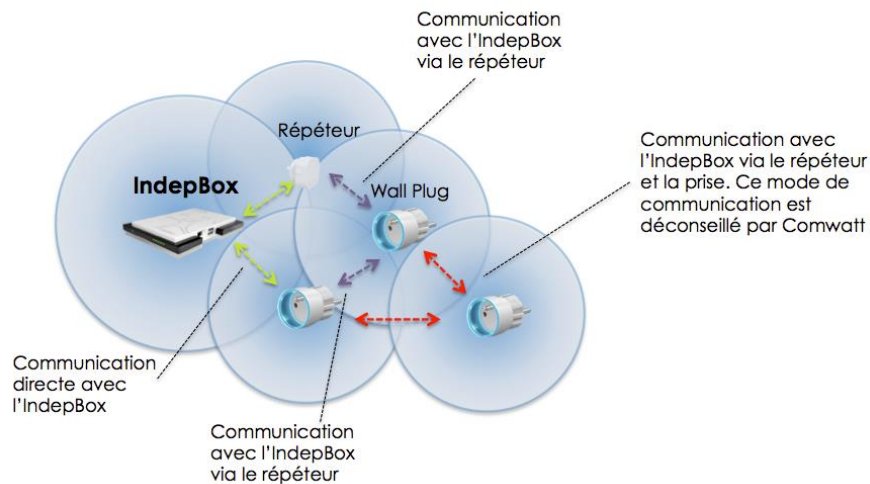 Communication
avec l'IndepBox
via le répéteur
Répéteur
Communication avec
l'IndepBox via le répéteur
et la prise. Ce mode de
communication est
déconseillé par Comwatt
IndepBox
Wall Plug
Communication
directe avec
l'IndepBox
Communication
avec l'IndepBox
via le répéteur